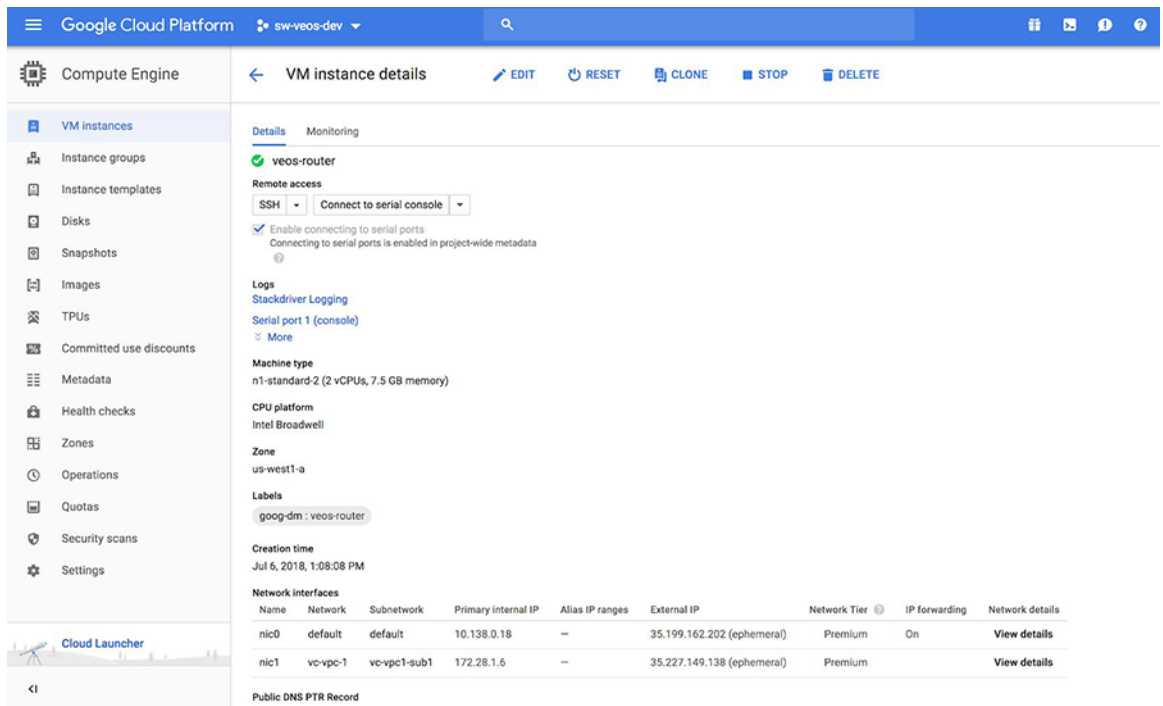 Google Cloud Platform sw-veos-dev
Compute Engine
VM instance details EDIT RESET CLONE STOP DELETE
VM instances
Instance groups
Instance templates
Disks
Snapshots
Images
TPUs
Committed use discounts
Metadata
Health checks
Zones
Operations
Quotas
Security scans
Settings
Cloud Launcher
Details Monitoring
veos-router
Remote access
SSH Connect to serial console
Enable connecting to serial ports
Connecting to serial ports is enabled in project-wide metadata
Logs
Stackdriver Logging
Serial port 1 (console)
More
Machine type
n1-standard-2 (2 vCPUs, 7.5 GB memory)
CPU platform
Intel Broadwell
Zone
us-west1-a
Labels
goog-dm : veos-router
Creation time
Jul 6, 2018, 1:08:08 PM
Network interfaces
Name Network Subnetwork Primary internal IP Alias IP ranges External IP Network Tier IP forwarding Network details
nic0 default default 10.138.0.18 — 35.199.162.202 (ephemeral) Premium On View details
nic1 vc-vpc-1 vc-vpc1-sub1 172.28.1.6 — 35.227.149.138 (ephemeral) Premium View details
Public DNS PTR Record